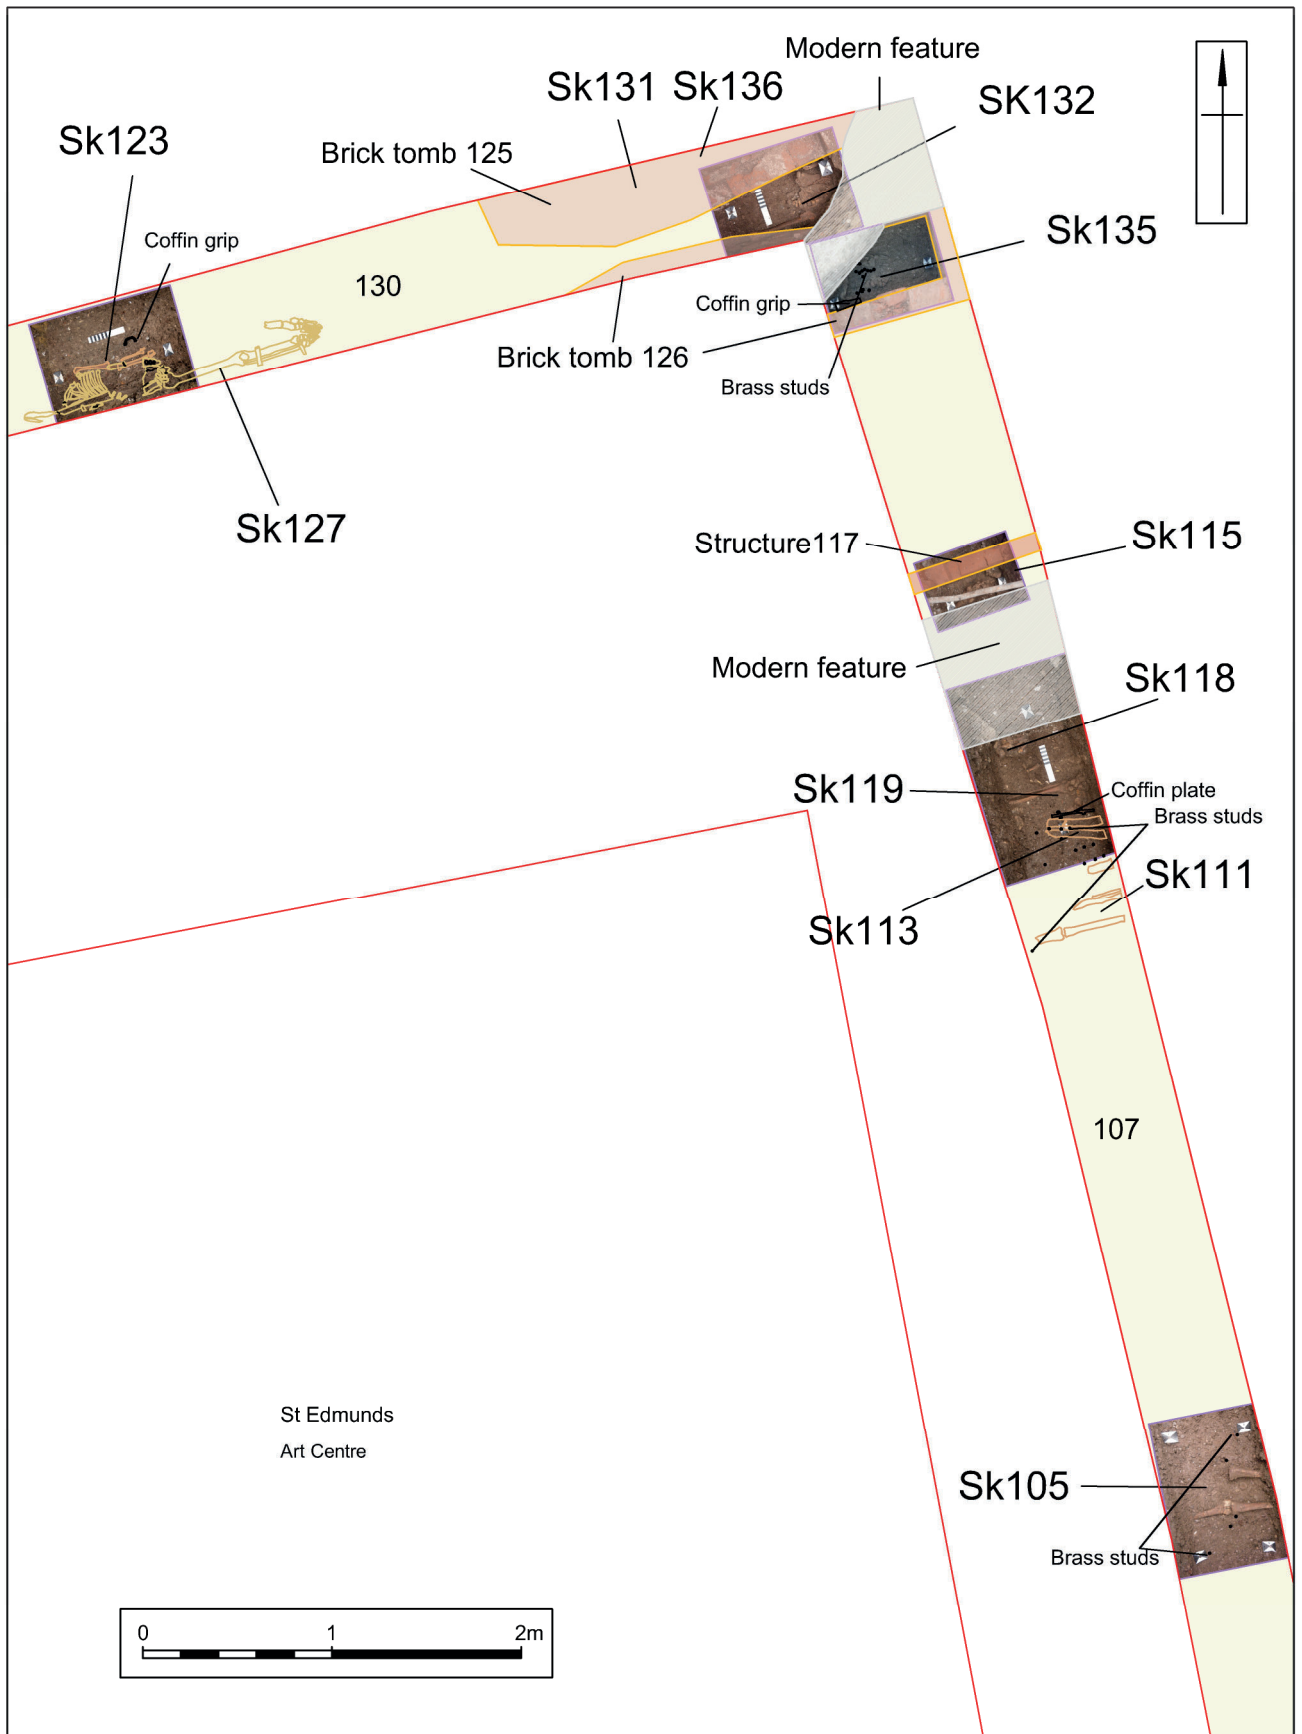 Modern feature
Sk131 Sk136
SK132
Sk123
Brick tomb 125
Coffin grip
Sk135
130
Coffin grip
Brick tomb 126
Brass studs
Sk127
Structure117
Sk115
Modern feature
Sk118
Sk119
Coffin plate
Brass studs
Sk111
Sk113
107
St Edmunds
Art Centre
Sk105
Brass studs
0 1 2m